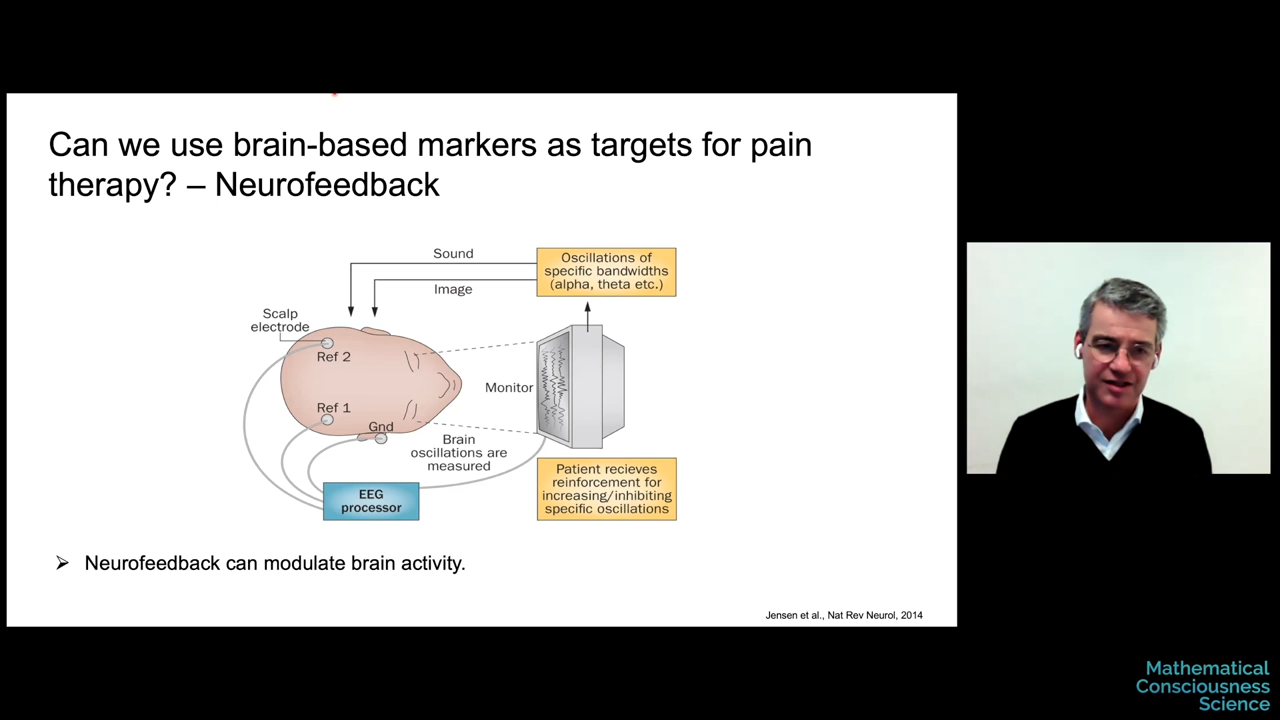 Can we use brain-based markers as targets for pain
therapy? – Neurofeedback
Sound
Image
Oscillations of
specific bandwidths
(alpha, theta etc.)
Scalp
electrode
Ref 2
Ref 1
Gnd
Monitor
Brain
oscillations are
measured
EEG
processor
Patient recieves
reinforcement for
increasing/inhibiting
specific oscillations
➢ Neurofeedback can modulate brain activity.
Jensen et al., Nat Rev Neurol, 2014
Mathematical
Consciousness
Science